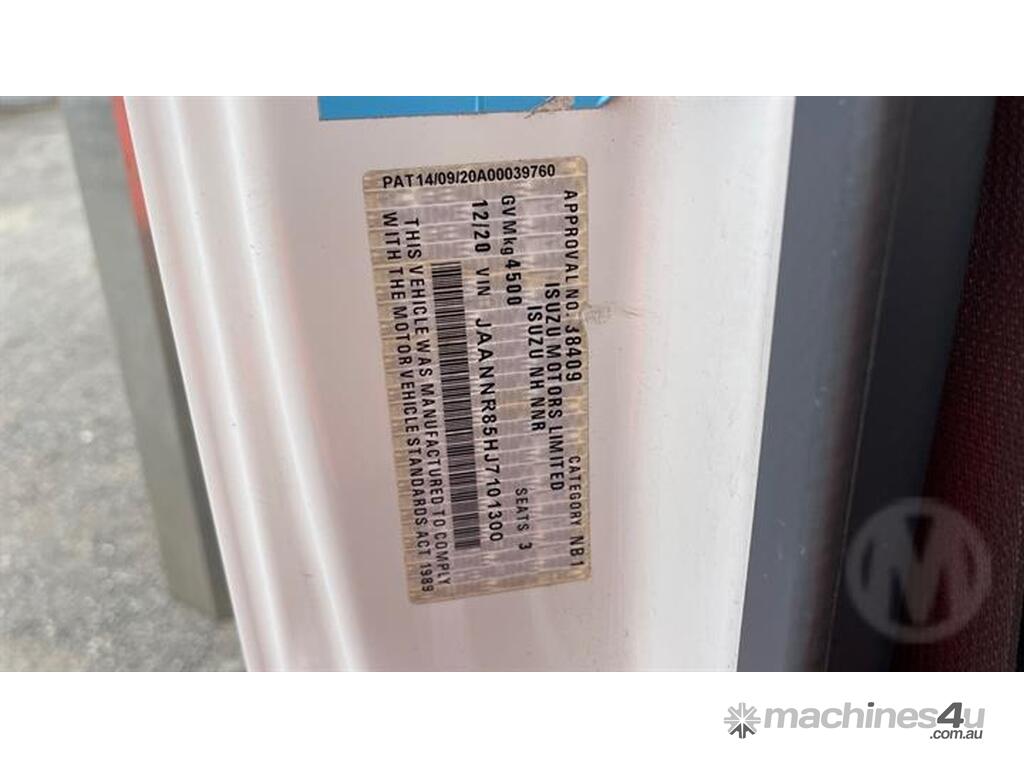 PAT14/09/20A00039760
APPROVAL NO. 38409 CATEGORY NB1
ISUZU MOTORS LIMITED
ISUZU NH NNR
GVMkg 4500 SEATS 3
12/20 VIN JAANNR85HJ7101300
THIS VEHICLE WAS MANUFACTURED TO COMPLY
WITH THE MOTOR VEHICLE STANDARDS ACT 1989
M
machines4u
.com.au